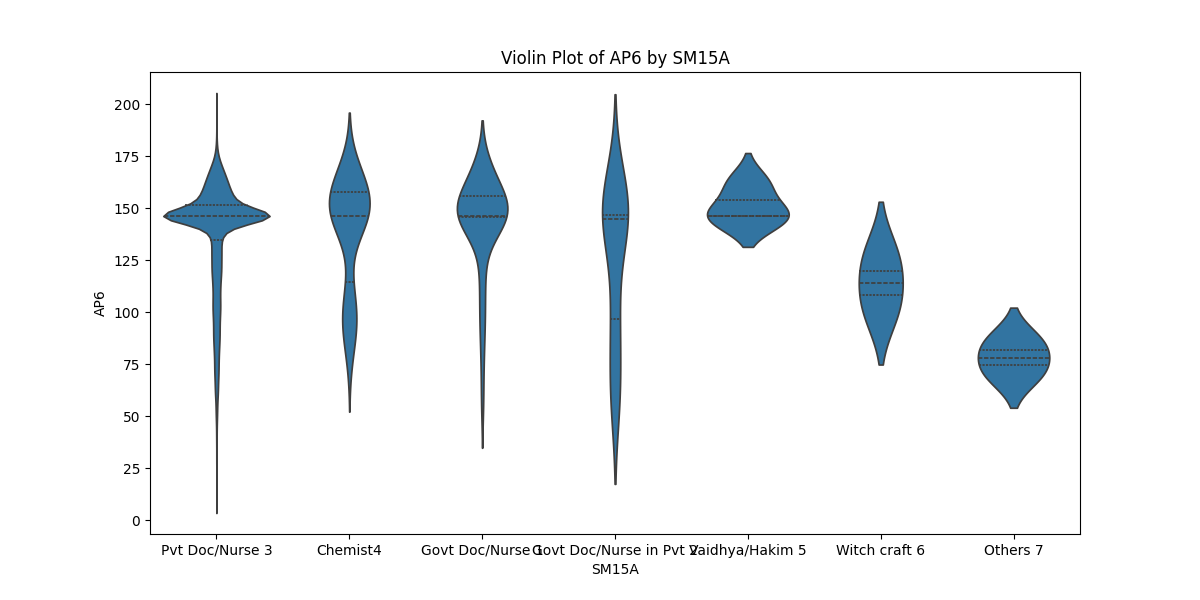 Violin Plot of AP6 by SM15A
AP6
200
175
150
125
100
75
50
25
0
Pvt Doc/Nurse 3
Chemist4
Govt Doc/Nurse 1
Govt Doc/Nurse in Pvt 2
Vaidhya/Hakim 5
Witch craft 6
Others 7
SM15A